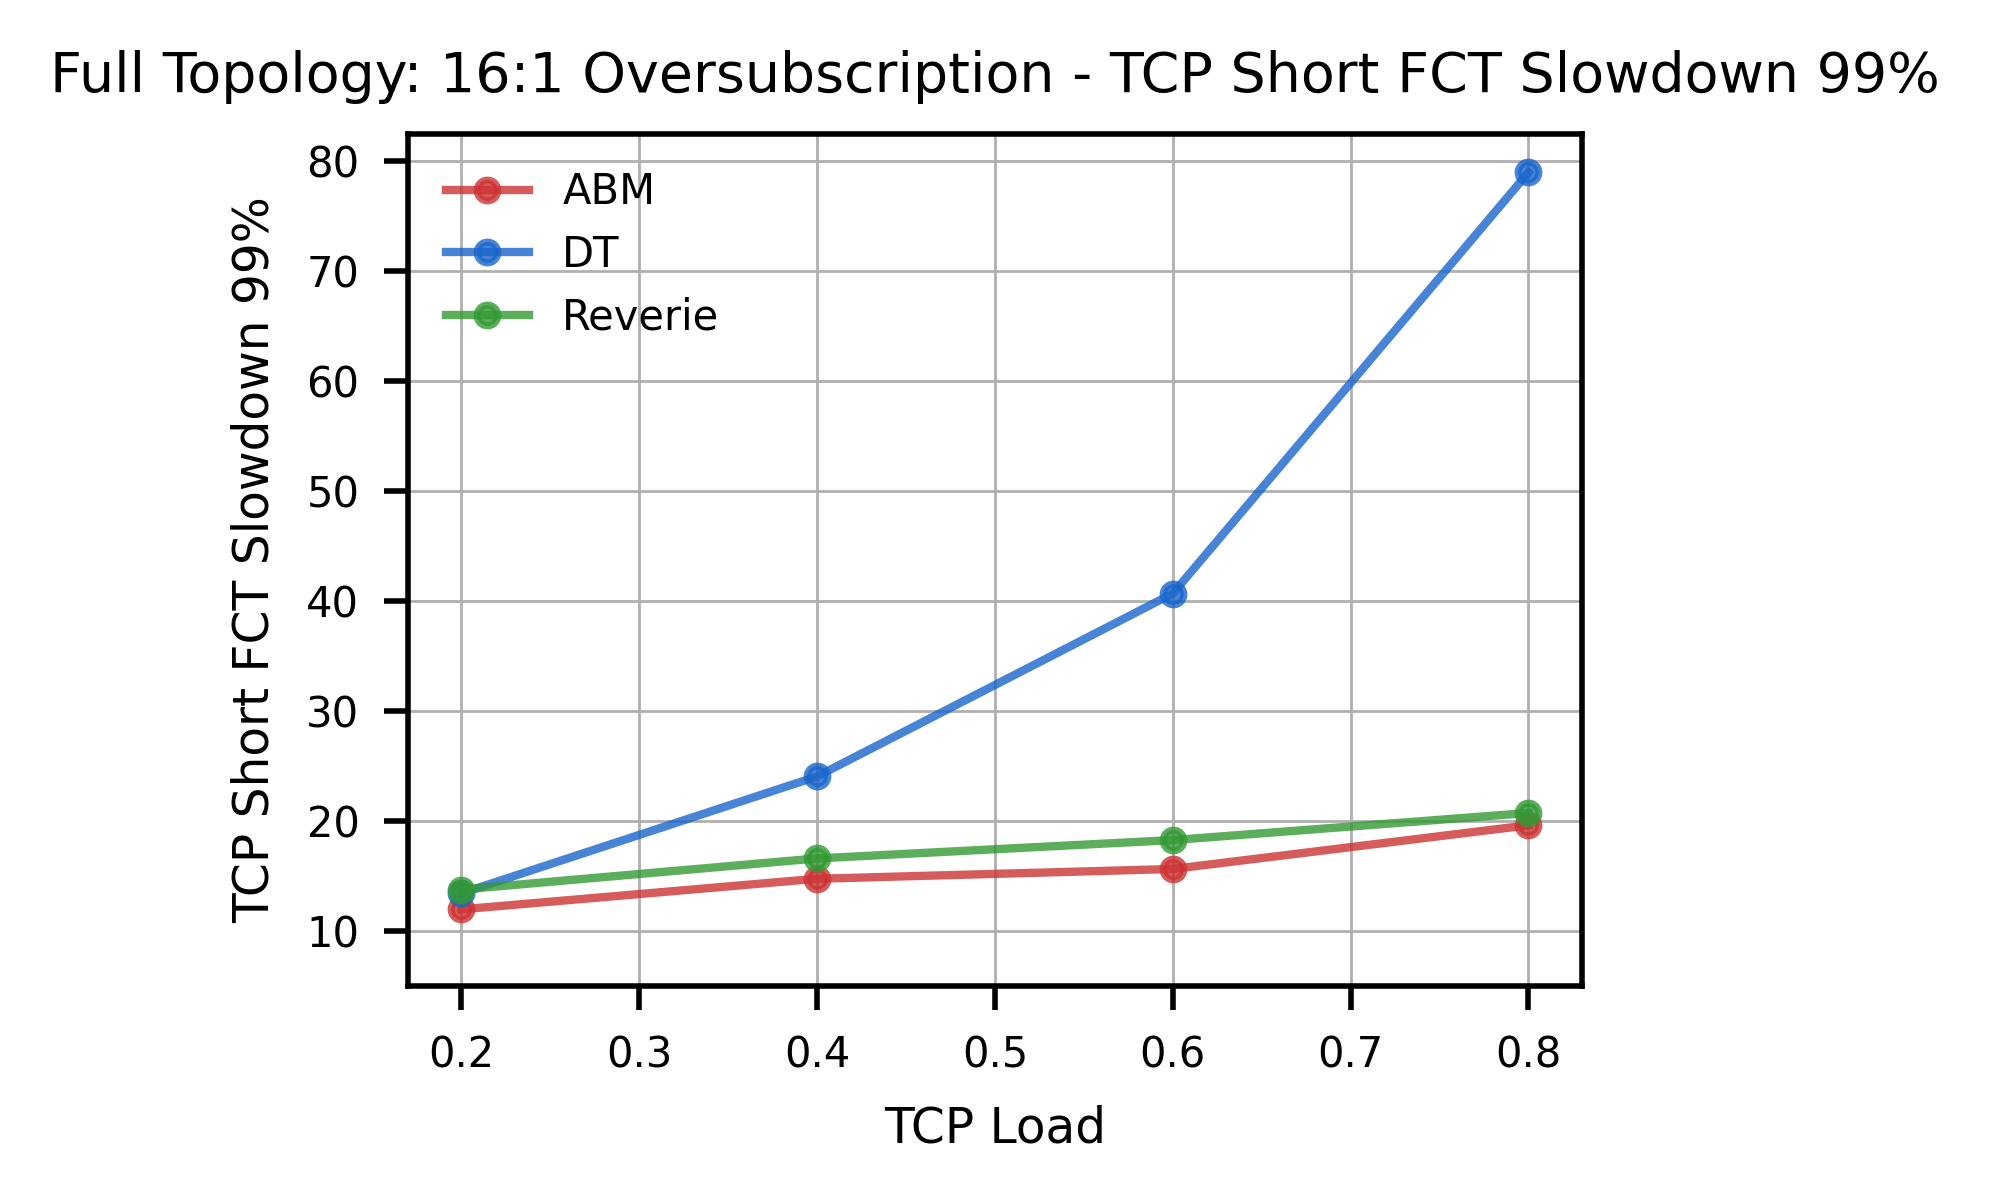 Full Topology: 16:1 Oversubscription - TCP Short FCT Slowdown 99%
TCP Short FCT Slowdown 99%
80
70
60
50
40
30
20
10
ABM
DT
Reverie
0.2 0.3 0.4 0.5 0.6 0.7 0.8
TCP Load